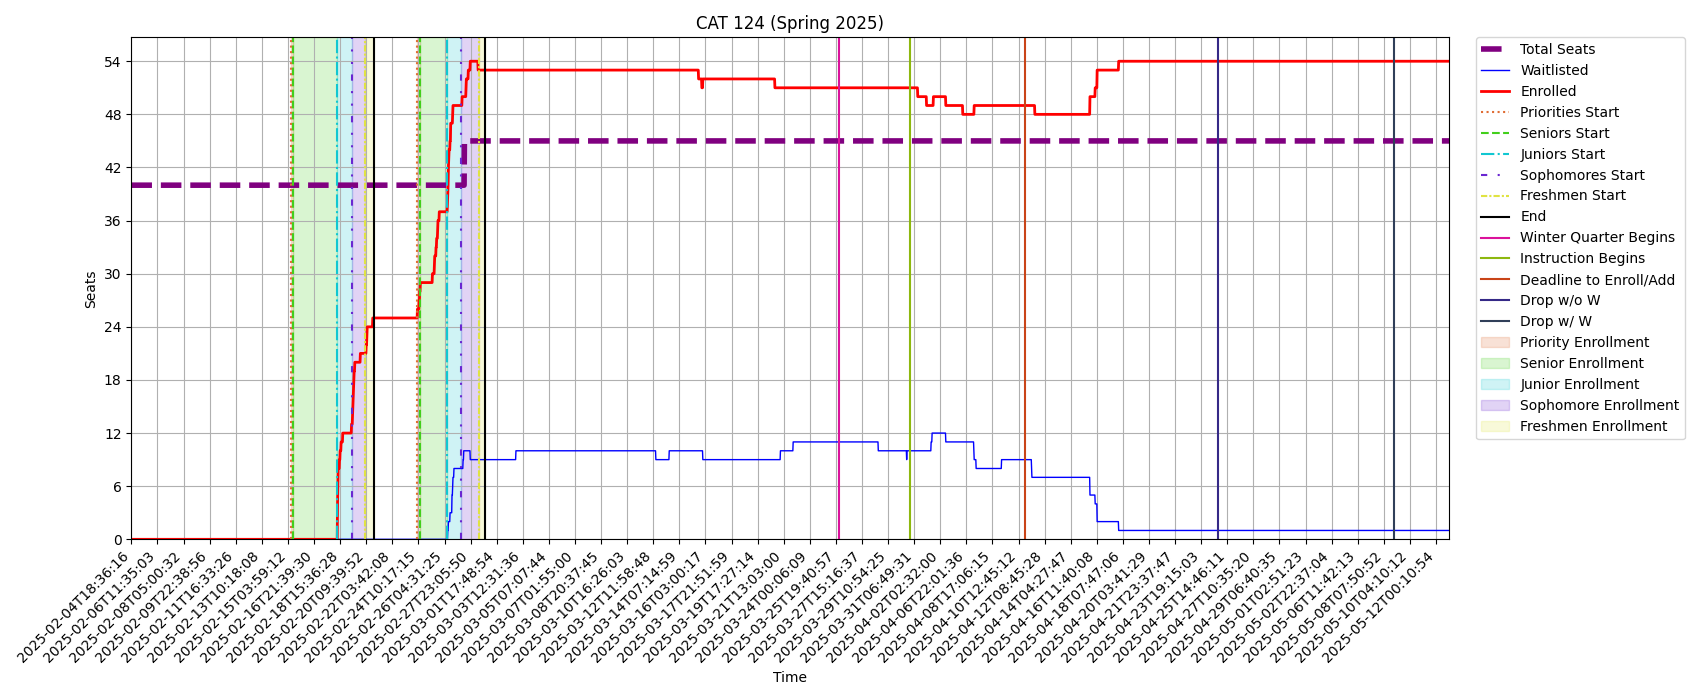 CAT 124 (Spring 2025)
Seats
54
48
42
36
30
24
18
12
6
0
2025-02-04T18:36:16
2025-02-06T11:35:03
2025-02-08T05:00:32
2025-02-09T22:38:56
2025-02-11T16:33:26
2025-02-13T10:18:08
2025-02-15T03:59:12
2025-02-16T21:39:30
2025-02-18T15:36:28
2025-02-20T09:39:52
2025-02-22T03:42:08
2025-02-24T10:17:15
2025-02-26T04:31:25
2025-02-27T23:05:50
2025-03-01T17:48:54
2025-03-03T12:31:36
2025-03-05T07:07:44
2025-03-07T01:55:00
2025-03-08T20:37:45
2025-03-10T16:26:03
2025-03-12T11:58:48
2025-03-14T07:14:59
2025-03-16T03:00:17
2025-03-17T21:51:59
2025-03-19T17:27:14
2025-03-21T13:03:00
2025-03-24T00:06:09
2025-03-25T19:40:57
2025-03-27T15:16:37
2025-03-29T10:54:25
2025-03-31T06:49:31
2025-04-02T02:32:00
2025-04-06T22:01:36
2025-04-08T17:06:15
2025-04-10T12:45:12
2025-04-12T08:45:28
2025-04-14T04:27:47
2025-04-16T11:40:08
2025-04-18T07:47:06
2025-04-20T03:41:29
2025-04-21T23:37:47
2025-04-23T19:15:03
2025-04-25T14:46:11
2025-04-27T10:35:20
2025-04-29T06:40:35
2025-05-01T02:51:23
2025-05-02T22:37:04
2025-05-06T11:42:13
2025-05-08T07:50:52
2025-05-10T04:10:12
2025-05-12T00:10:54
Time
Total Seats
Waitlisted
Enrolled
Priorities Start
Seniors Start
Juniors Start
Sophomores Start
Freshmen Start
End
Winter Quarter Begins
Instruction Begins
Deadline to Enroll/Add
Drop w/o W
Drop w/ W
Priority Enrollment
Senior Enrollment
Junior Enrollment
Sophomore Enrollment
Freshmen Enrollment